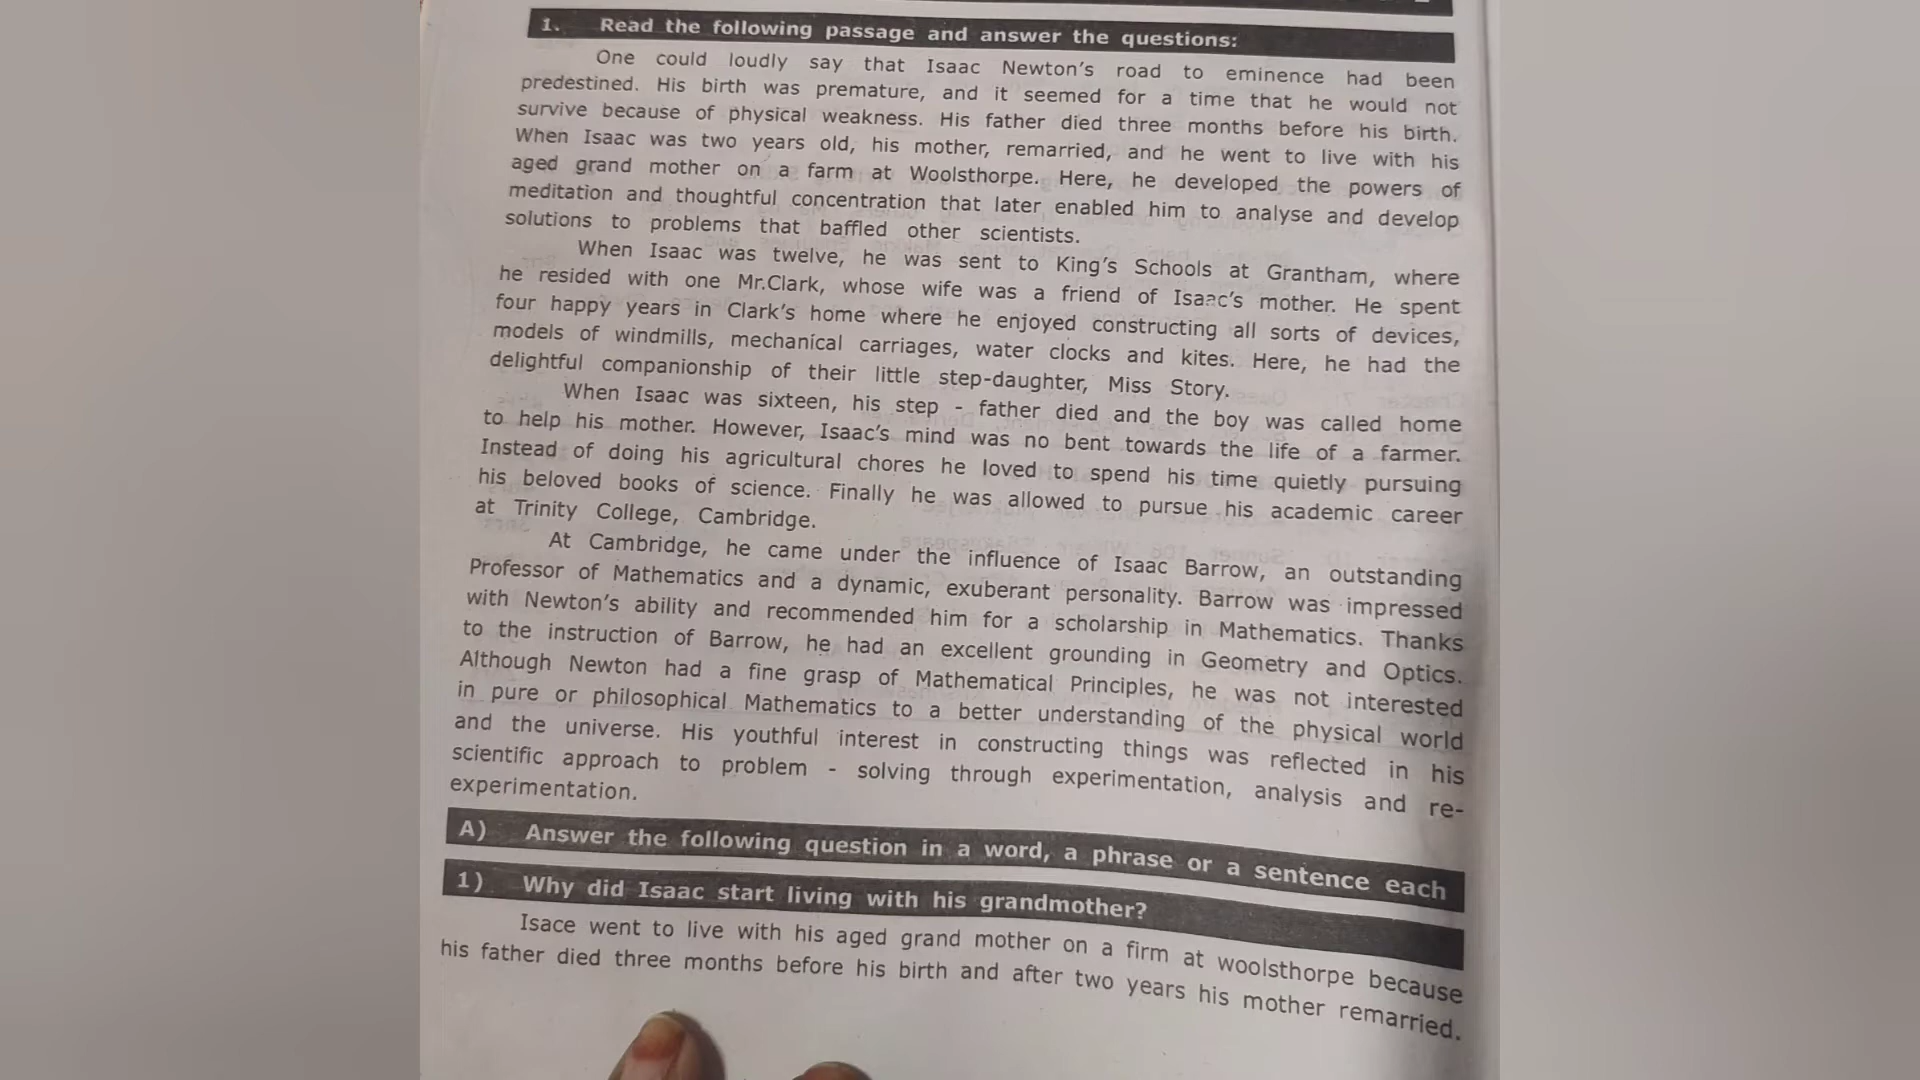 1. Read the following passage and answer the questions:
One could loudly say that Isaac Newton's road to eminence had been
predestined. His birth was premature, and it seemed for a time that he would not
survive because of physical weakness. His father died three months before his birth.
When Isaac was two years old, his mother, remarried, and he went to live with his
aged grand mother on a farm at Woolsthorpe. Here, he developed the powers of
meditation and thoughtful concentration that later enabled him to analyse and develop
solutions to problems that baffled other scientists.
When Isaac was twelve, he was sent to King's Schools at Grantham, where
he resided with one Mr.Clark, whose wife was a friend of Isaac's mother. He spent
four happy years in Clark's home where he enjoyed constructing all sorts of devices,
models of windmills, mechanical carriages, water clocks and kites. Here, he had the
delightful companionship of their little step-daughter, Miss Story.
When Isaac was sixteen, his step - father died and the boy was called home
to help his mother. However, Isaac's mind was no bent towards the life of a farmer.
Instead of doing his agricultural chores he loved to spend his time quietly pursuing
his beloved books of science. Finally he was allowed to pursue his academic career
at Trinity College, Cambridge.
At Cambridge, he came under the influence of Isaac Barrow, an outstanding
Professor of Mathematics and a dynamic, exuberant personality. Barrow was impressed
with Newton's ability and recommended him for a scholarship in Mathematics. Thanks
to the instruction of Barrow, he had an excellent grounding in Geometry and Optics.
Although Newton had a fine grasp of Mathematical Principles, he was not interested
in pure or philosophical Mathematics to a better understanding of the physical world
and the universe. His youthful interest in constructing things was reflected in his
scientific approach to problem - solving through experimentation, analysis and re-
experimentation.
A) Answer the following question in a word, a phrase or a sentence each
1) Why did Isaac start living with his grandmother?
Isace went to live with his aged grand mother on a firm at woolsthorpe because
his father died three months before his birth and after two years his mother remarried.